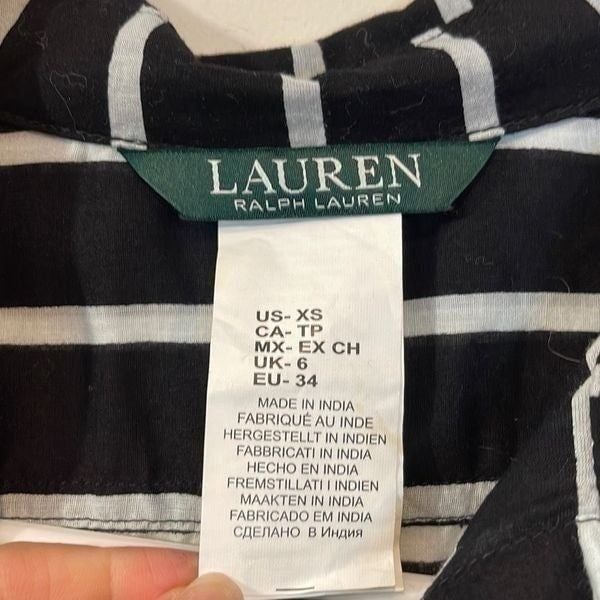 LAUREN
RALPH LAUREN
US- XS
CA- TP
MX- EX CH
UK- 6
EU- 34
MADE IN INDIA
FABRIQUÉ AU INDE
HERGESTELLT IN INDIEN
FABBRICATI IN INDIA
HECHO EN INDIA
FREMSTILLATI I INDIEN
MAAKTEN IN INDIA
FABRICADO EM INDIA
СДЕЛАНО В Индия